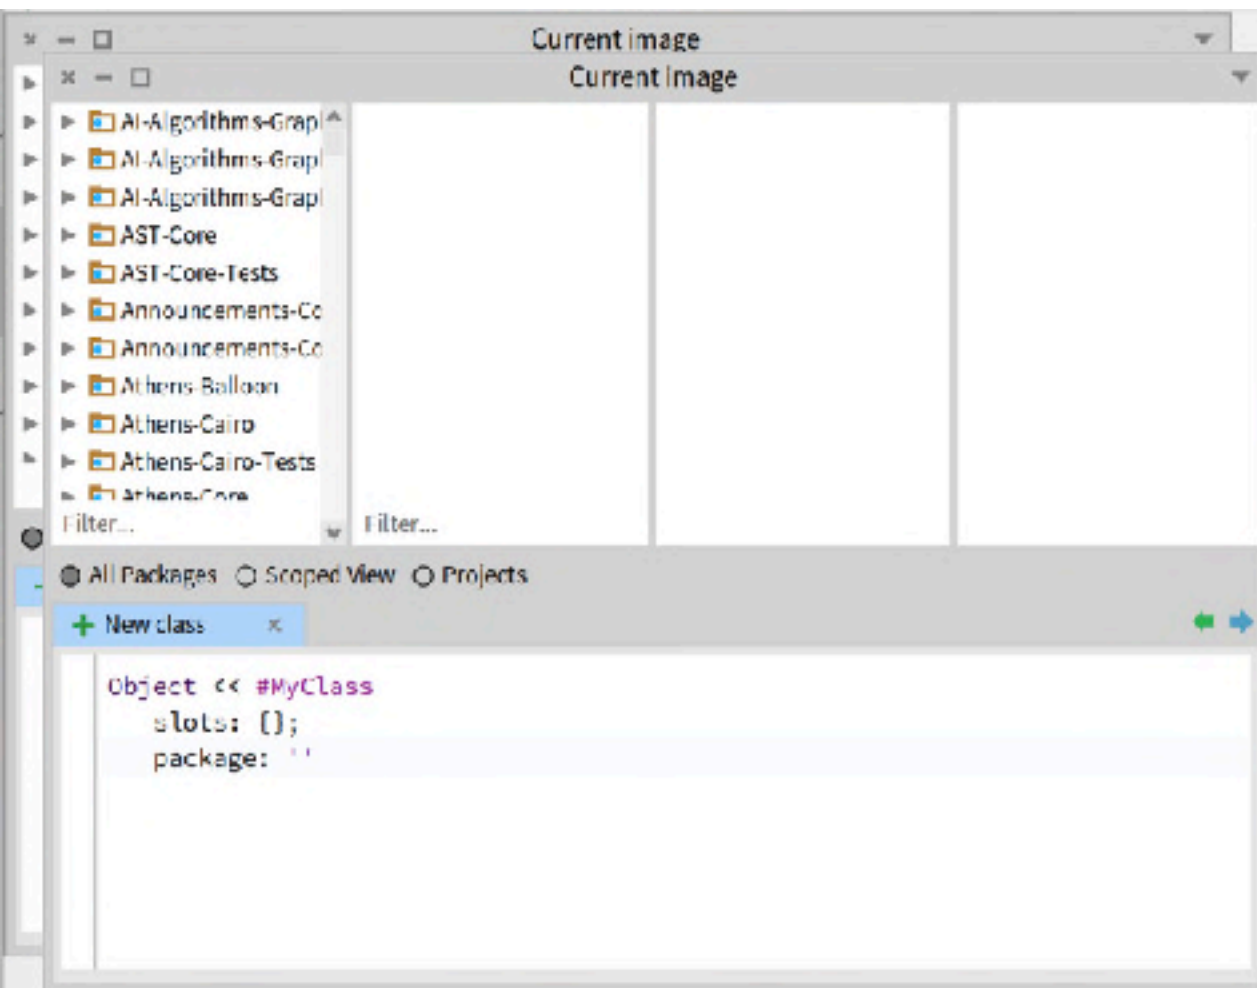 Current image
Current image
AI-Algorithms-Grap
AI-Algorithms-Grap
AI-Algorithms-Grap
AST-Core
AST-Core-Tests
Announcements-Co
Announcements-Co
Athens-Balloon
Athens-Cairo
Athens-Cairo-Tests
Athens-Core
Filter... Filter...
All Packages Scoped View Projects
+ New class
Object << #MyClass
slots: {};
package: ''